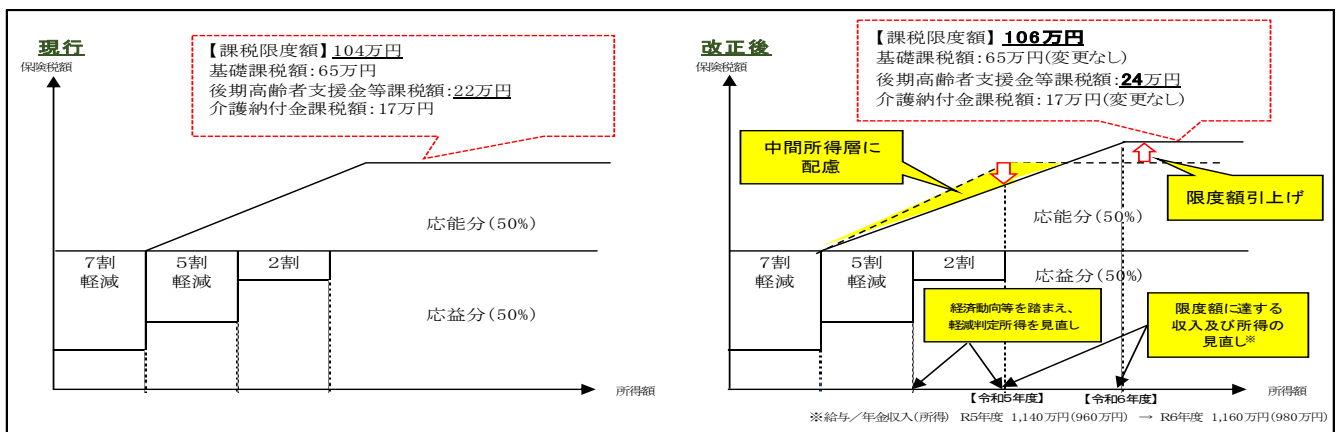 現行
保険税額
【課税限度額】104万円
基礎課税額:65万円
後期高齢者支援金等課税額:22万円
介護納付金課税額:17万円
応能分(50%)
7割
軽減
5割
軽減
2割
応益分(50%)
所得額
改正後
保険税額
【課税限度額】106万円
基礎課税額:65万円(変更なし)
後期高齢者支援金等課税額:24万円
介護納付金課税額:17万円(変更なし)
中間所得層に
配慮
限度額引上げ
応能分(50%)
7割
軽減
5割
軽減
2割
応益分(50%)
経済動向等を踏まえ、
軽減判定所得を見直し
限度額に達する
収入及び所得の
見直し※
所得額
【令和5年度】
【令和6年度】
※給与/年金収入(所得) R5年度 1,140万円(960万円) → R6年度 1,160万円(980万円)